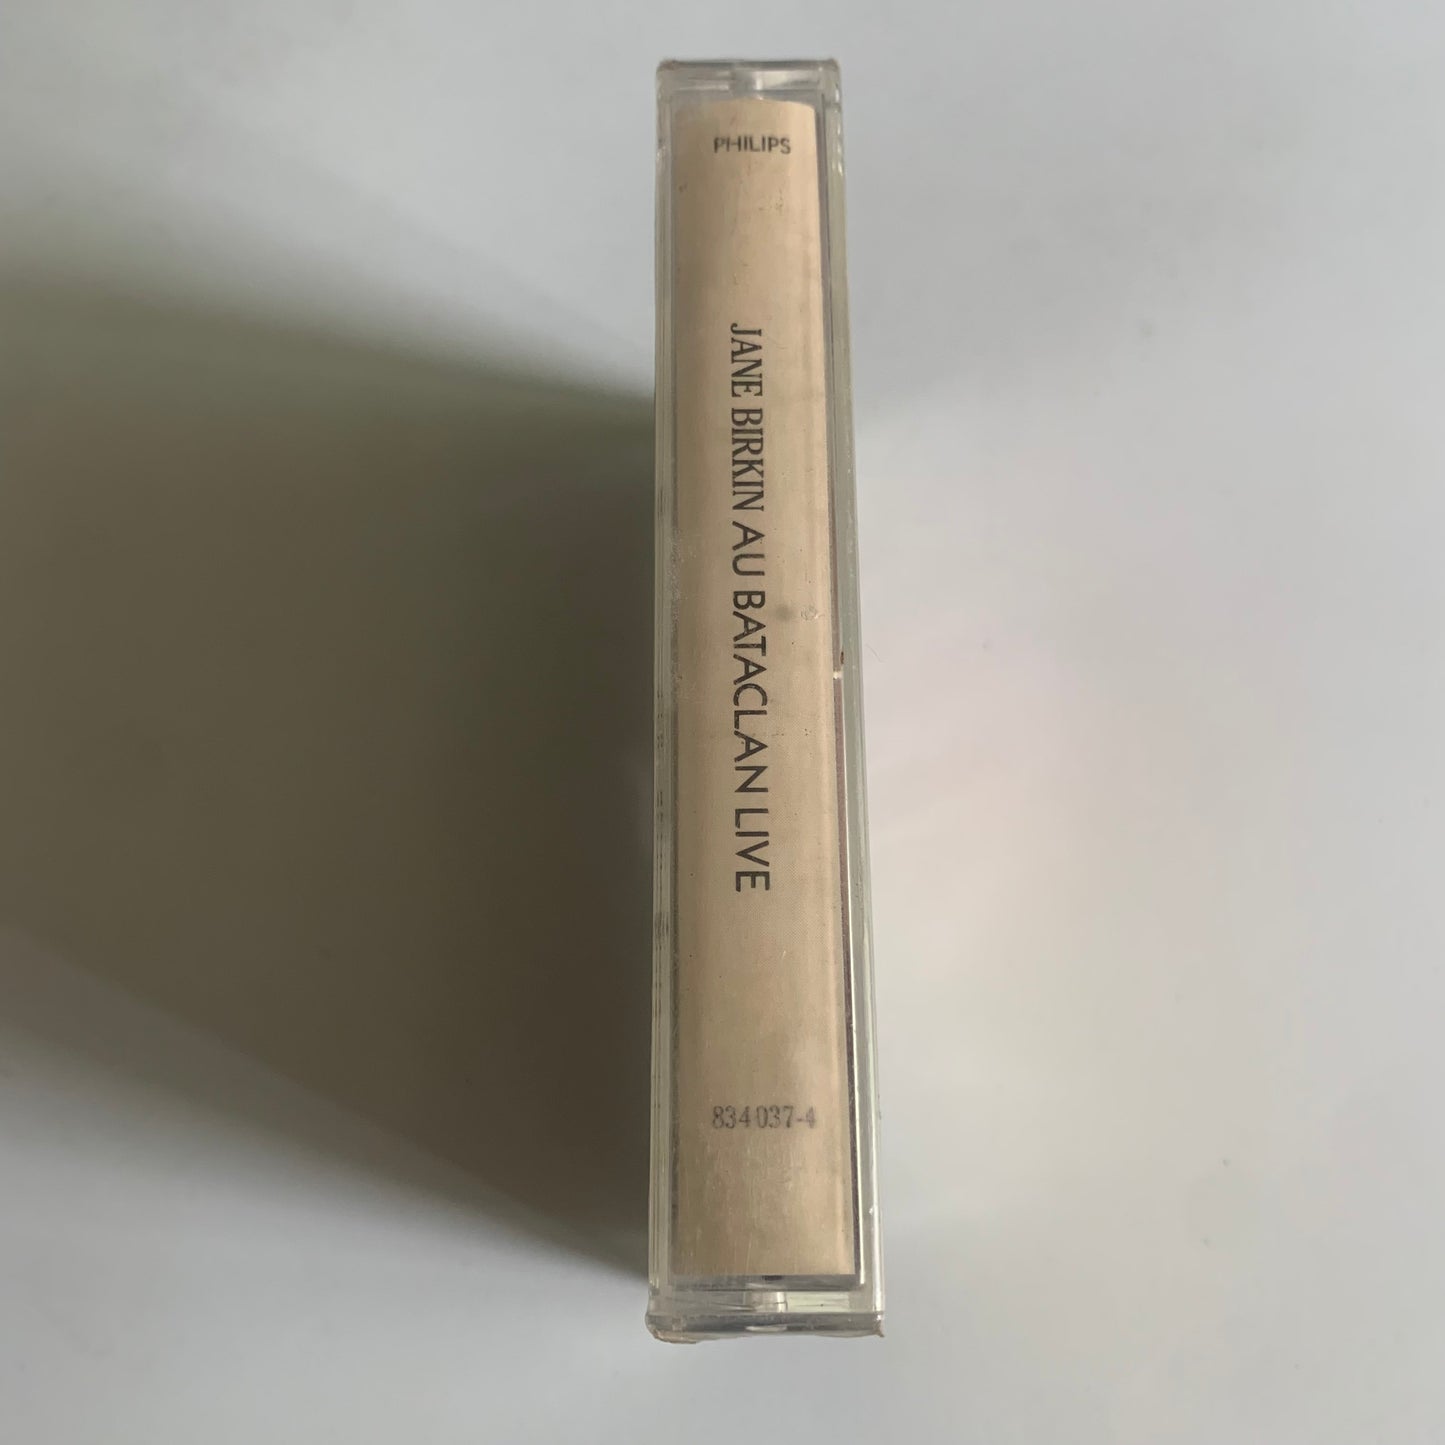 PHILIPS
JANE BIRKIN AU BATACLAN LIVE
834 037-4